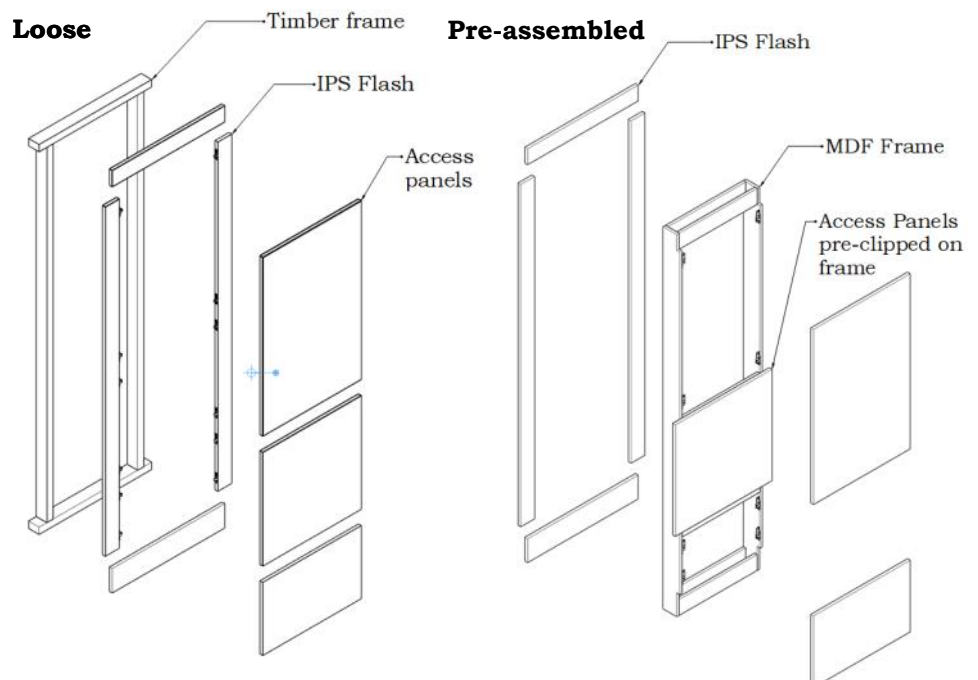 Loose
Timber frame
IPS Flash
Access
panels
Pre-assembled
IPS Flash
MDF Frame
Access Panels
pre-clipped on
frame